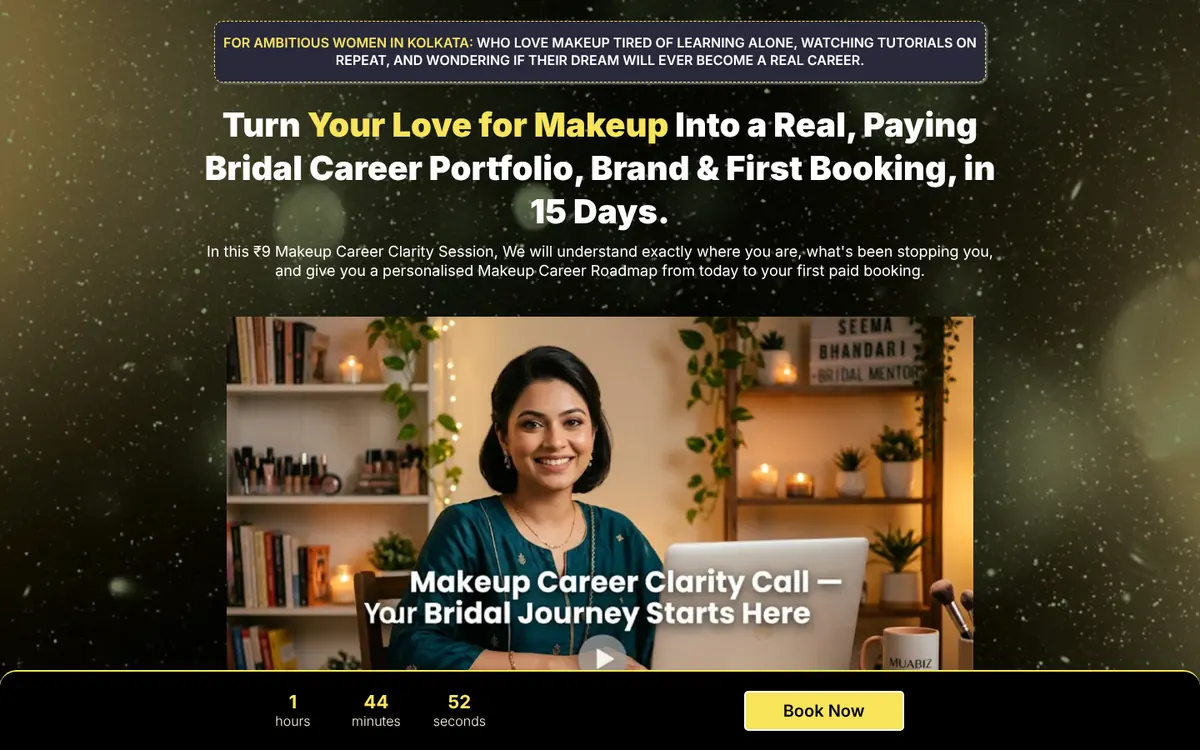 FOR AMBITIOUS WOMEN IN KOLKATA: WHO LOVE MAKEUP TIRED OF LEARNING ALONE, WATCHING TUTORIALS ON
REPEAT, AND WONDERING IF THEIR DREAM WILL EVER BECOME A REAL CAREER.
Turn Your Love for Makeup Into a Real, Paying
Bridal Career Portfolio, Brand & First Booking, in
15 Days.
In this ₹9 Makeup Career Clarity Session, We will understand exactly where you are, what's been stopping you,
and give you a personalised Makeup Career Roadmap from today to your first paid booking.
SEEMA
BHANDARI
-BRIDAL MENTOR
Makeup Career Clarity Call —
Your Bridal Journey Starts Here
MUABIZ
1 44 52
hours minutes seconds
Book Now